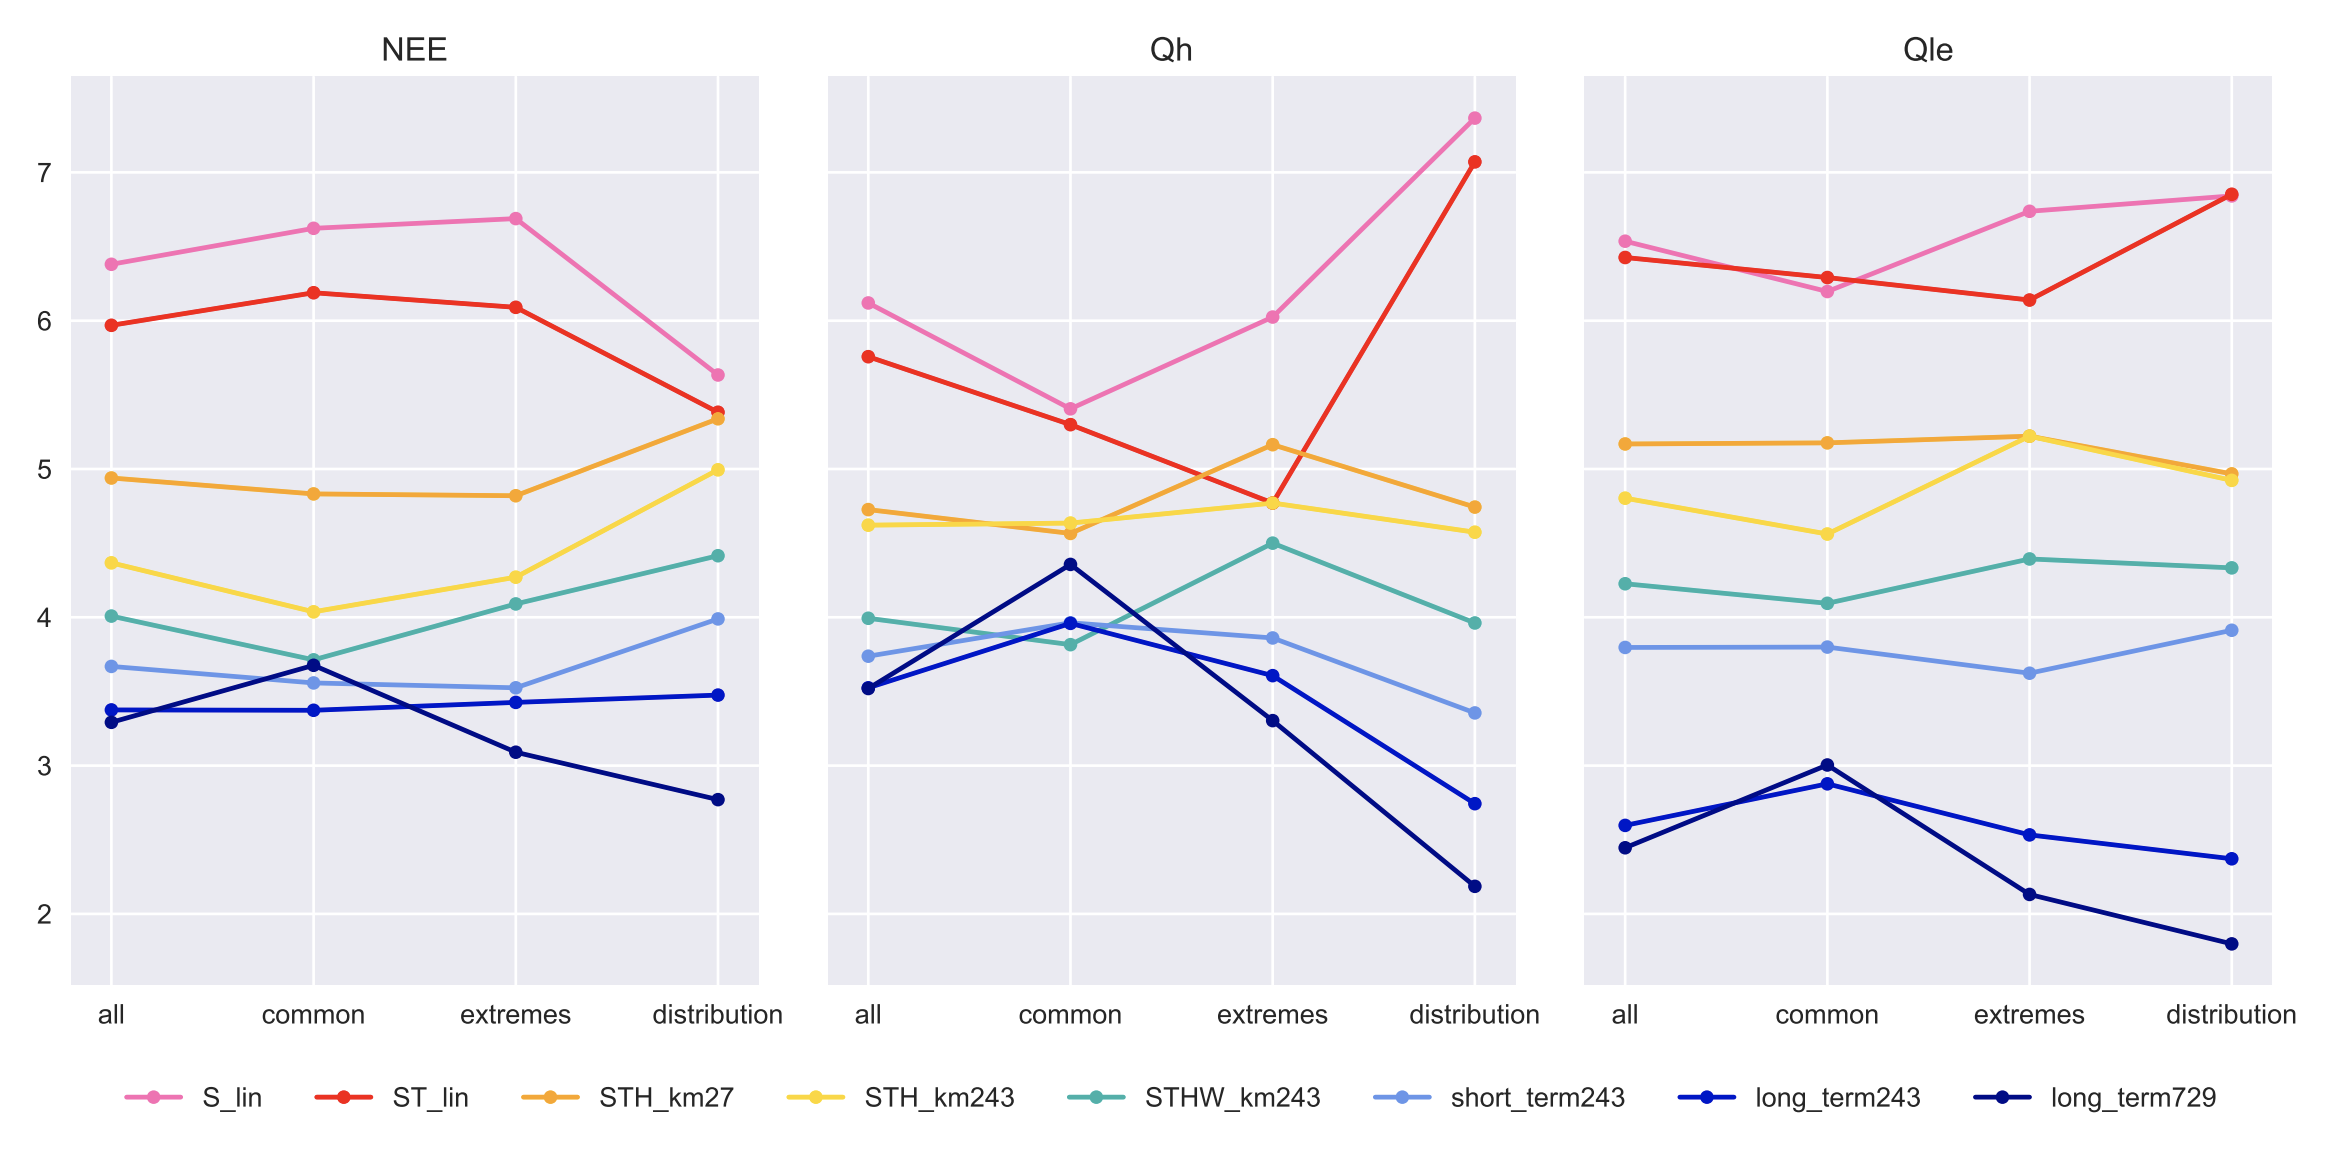 NEE Qh Qle
7
6
5
4
3
2
all common extremes distribution all common extremes distribution all common extremes distribution
S_lin ST_lin STH_km27 STH_km243 STHW_km243 short_term243 long_term243 long_term729